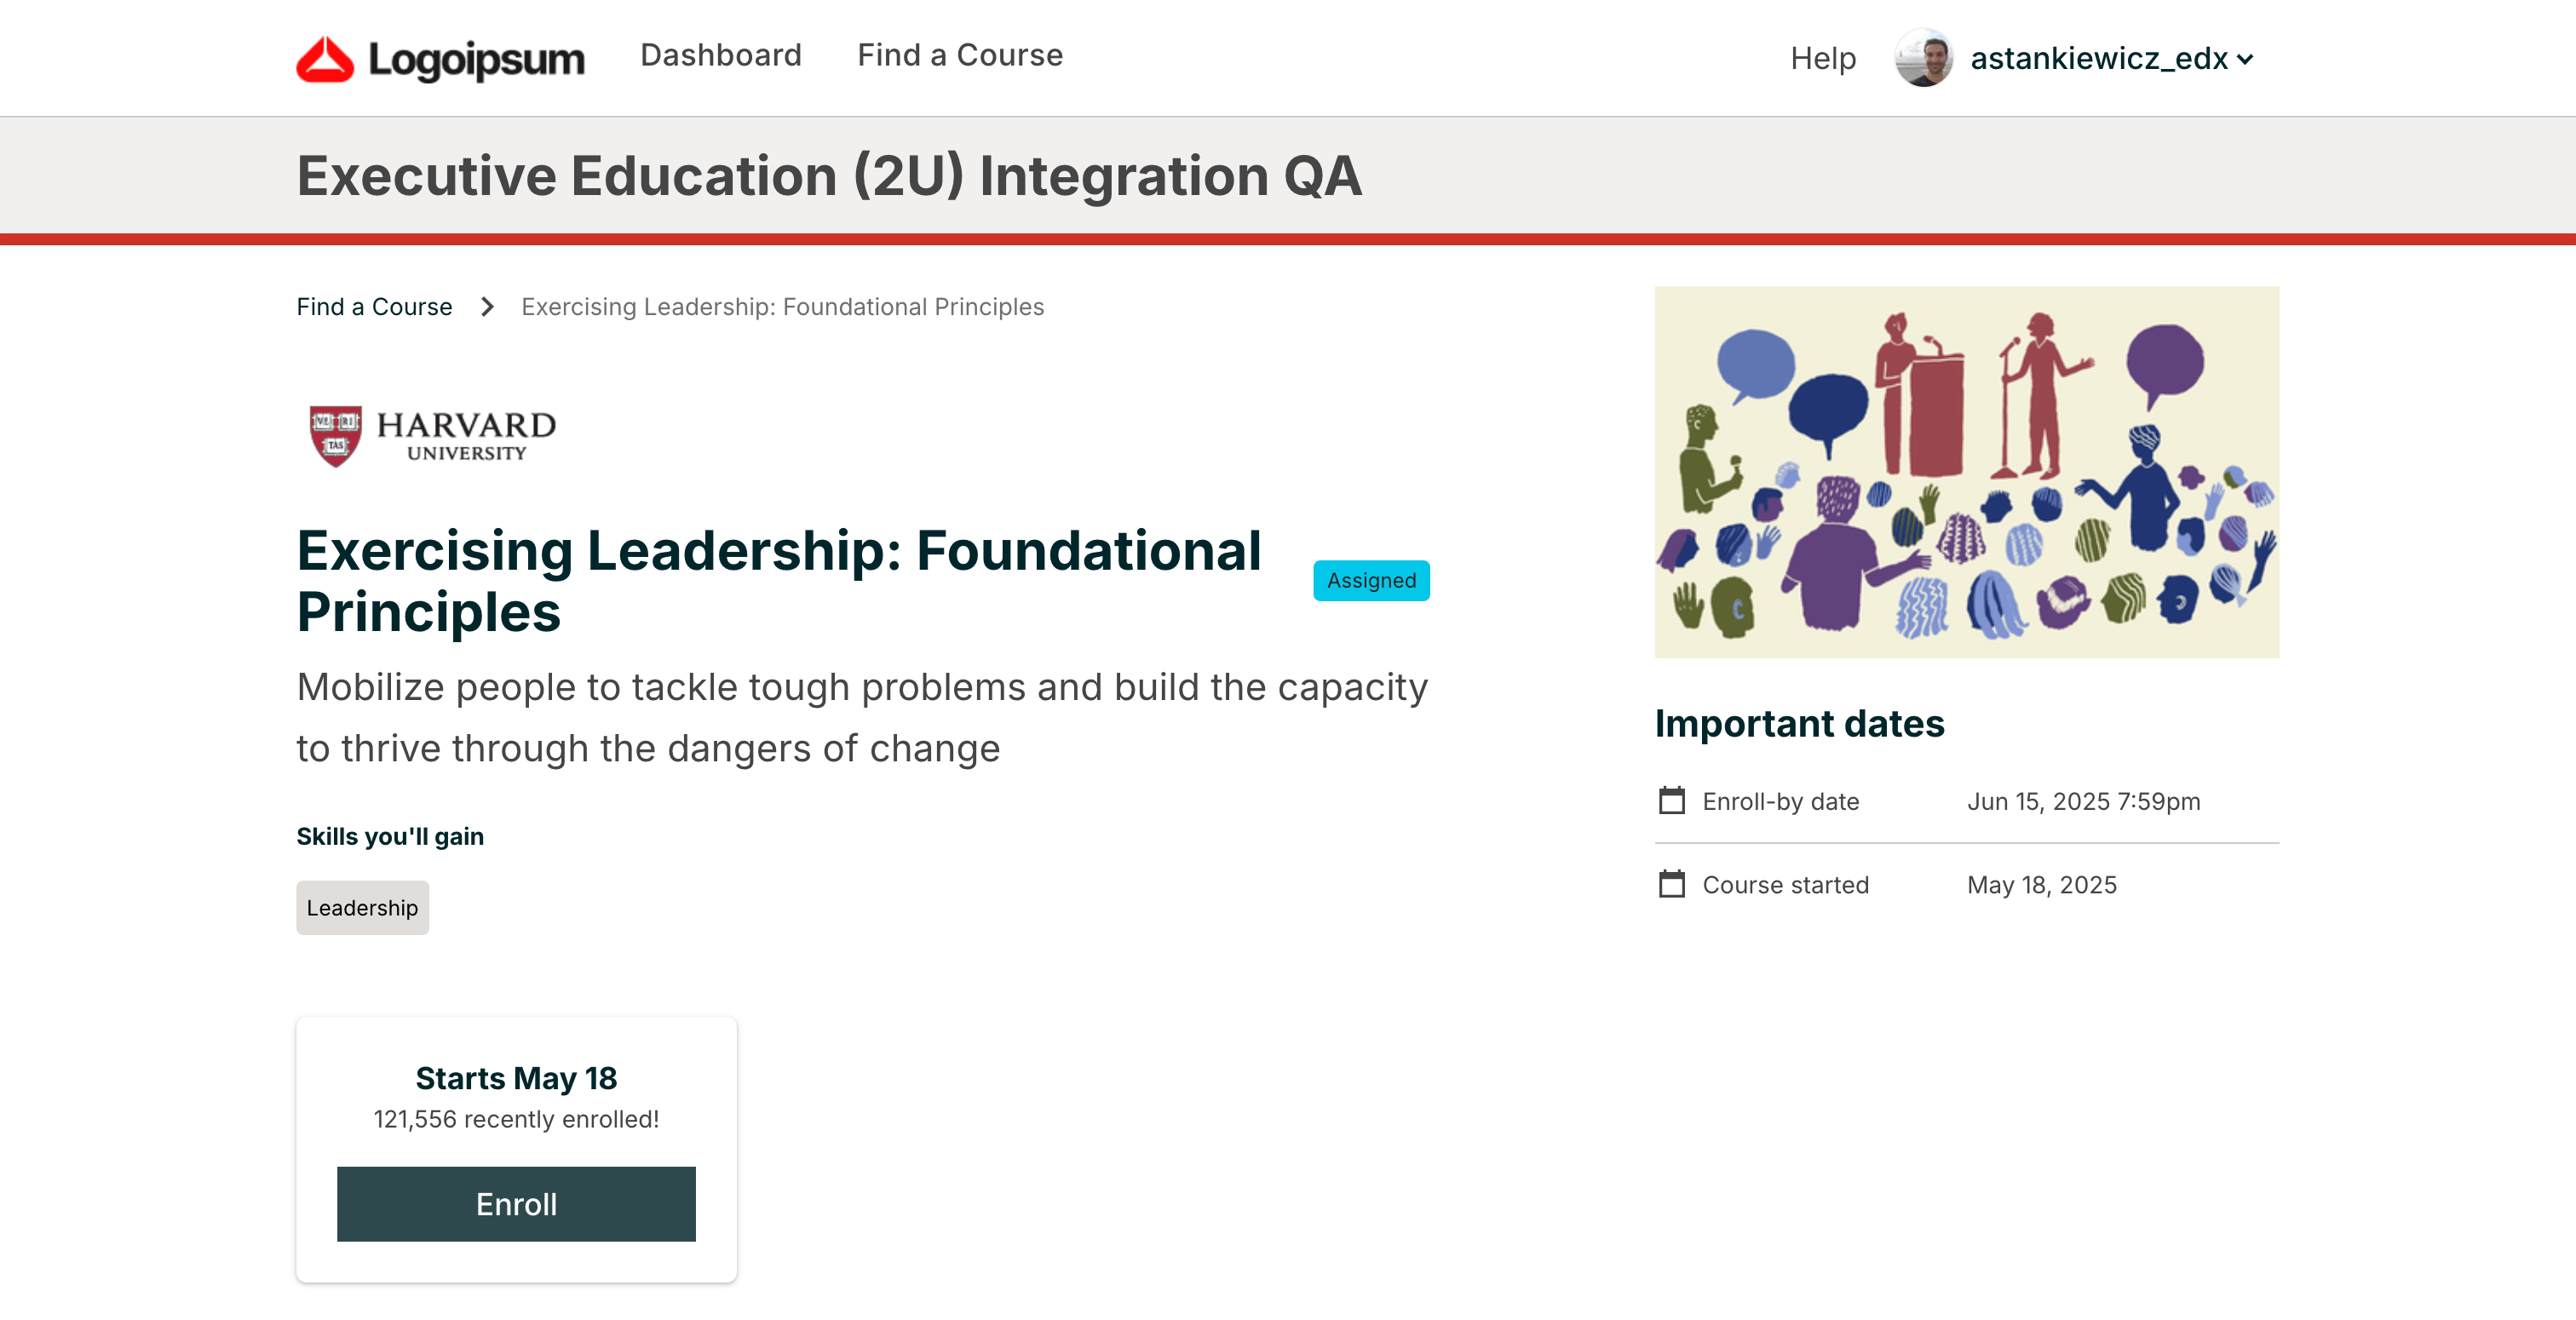 Logoipsum
Dashboard
Find a Course
Help
astankiewicz_edx
Executive Education (2U) Integration QA
Find a Course
Exercising Leadership: Foundational Principles
VE RI
TAS
HARVARD
UNIVERSITY
Exercising Leadership: Foundational
Principles
Assigned
Mobilize people to tackle tough problems and build the capacity
to thrive through the dangers of change
Skills you'll gain
Leadership
Starts May 18
121,556 recently enrolled!
Enroll
Important dates
Enroll-by date
Jun 15, 2025 7:59pm
Course started
May 18, 2025